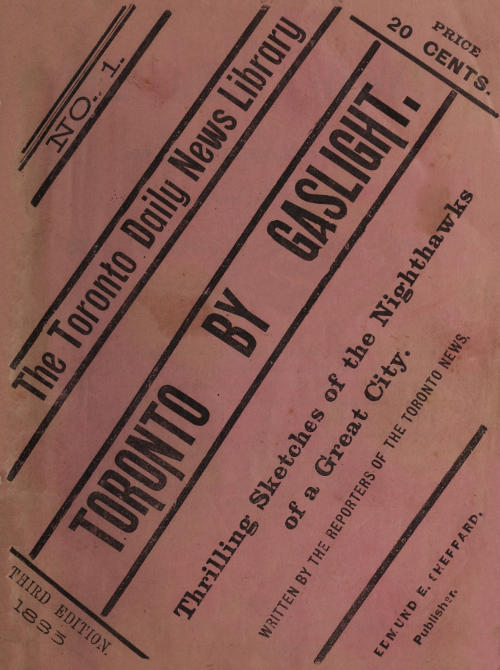 NO. 1.
PRICE
20 CENTS.
The Toronto Daily News Library
TORONTO BY GASLIGHT.
Thrilling Sketches of the Nighthawks
of a Great City.
WRITTEN BY THE REPORTERS OF THE TORONTO NEWS.
THIRD EDITION.
1885
EDMUND E. SHEFFARD,
Publisher.